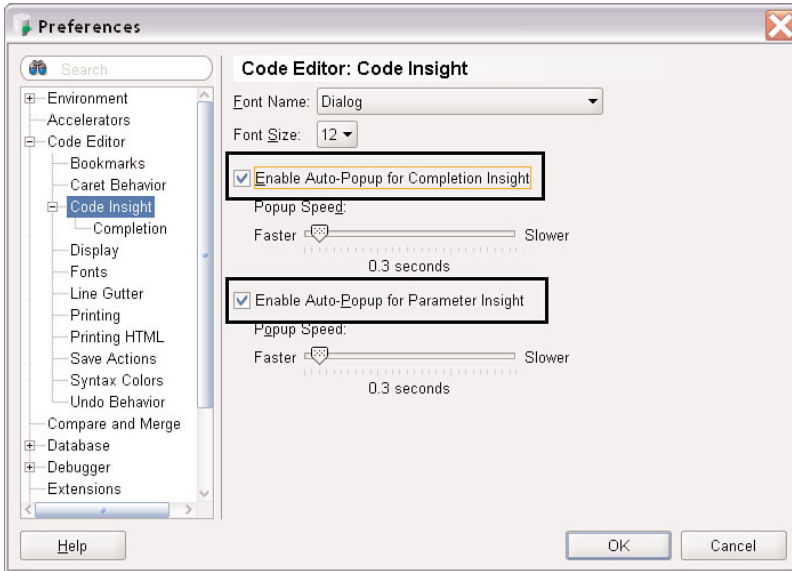 Preferences
Search
Environment
Accelerators
Code Editor
Bookmarks
Caret Behavior
Code Insight
Completion
Display
Fonts
Line Gutter
Printing
Printing HTML
Save Actions
Syntax Colors
Undo Behavior
Compare and Merge
Database
Debugger
Extensions
Code Editor: Code Insight
Font Name: Dialog
Font Size: 12
Enable Auto-Popup for Completion Insight
Popup Speed:
Faster Slower
0.3 seconds
Enable Auto-Popup for Parameter Insight
Popup Speed:
Faster Slower
0.3 seconds
Help OK Cancel